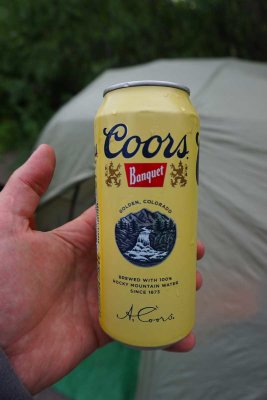 Coors
Banquet
GOLDEN, COLORADO
BREWED WITH 100%
ROCKY MOUNTAIN WATER
SINCE 1873
A. Coors.